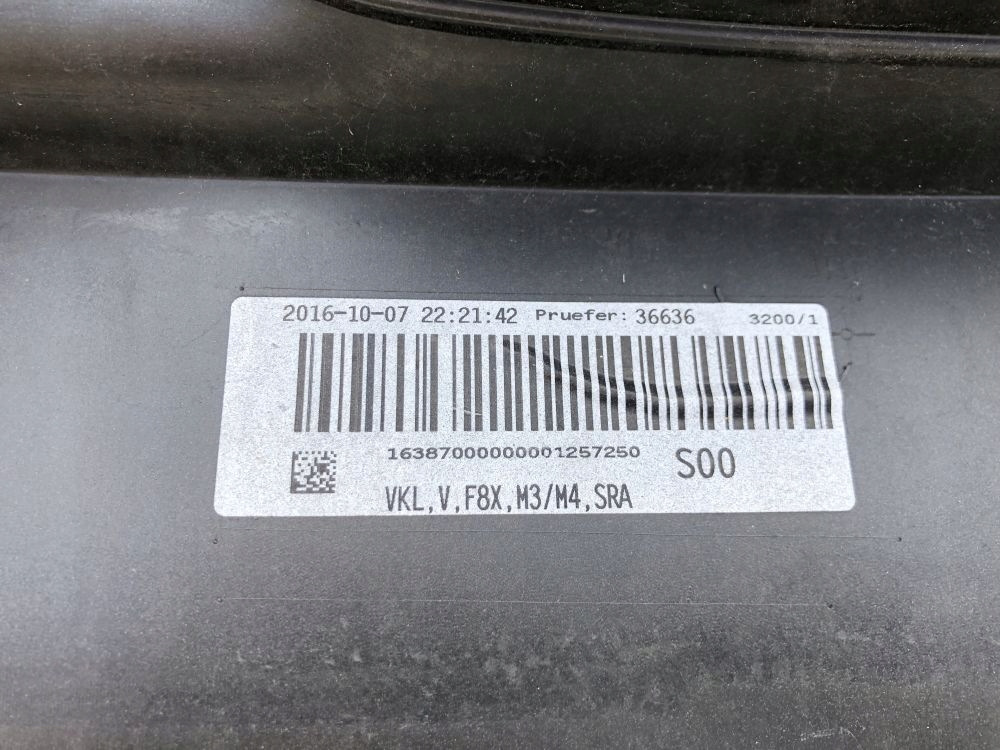 2016-10-07 22:21:42 Pruefer: 36636 3200/1
16387000000001257250 S00
VKL,V,F8X,M3/M4,SRA